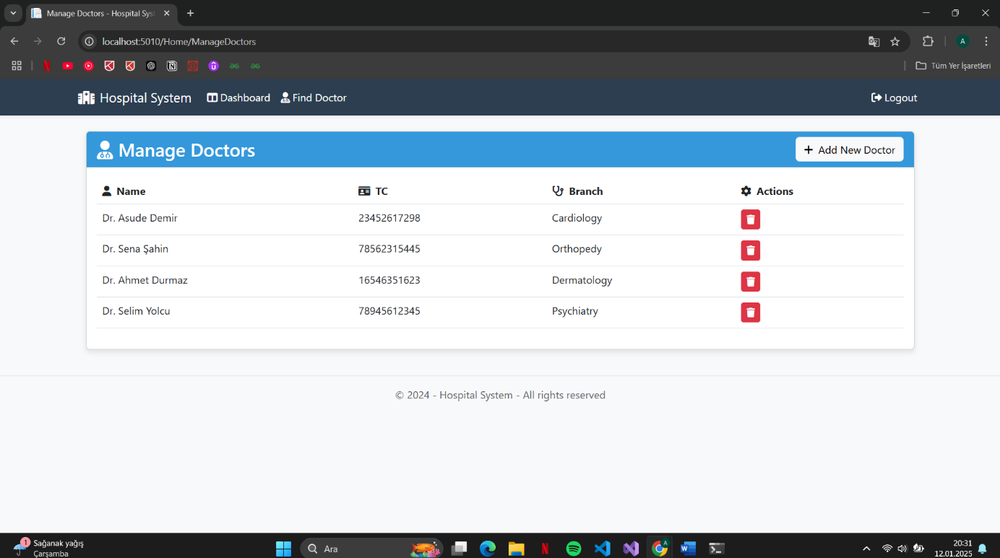 Manage Doctors - Hospital Syst
localhost:5010/Home/ManageDoctors
A
N
Tüm Yer İşaretleri
Hospital System Dashboard Find Doctor Logout
Manage Doctors Add New Doctor
Name TC Branch Actions
Dr. Asude Demir 23452617298 Cardiology
Dr. Sena Şahin 78562315445 Orthopedy
Dr. Ahmet Durmaz 16546351623 Dermatology
Dr. Selim Yolcu 78945612345 Psychiatry
© 2024 - Hospital System - All rights reserved
1 Sağanak yağış
Çarşamba
Ara
20:31
12.01.2025